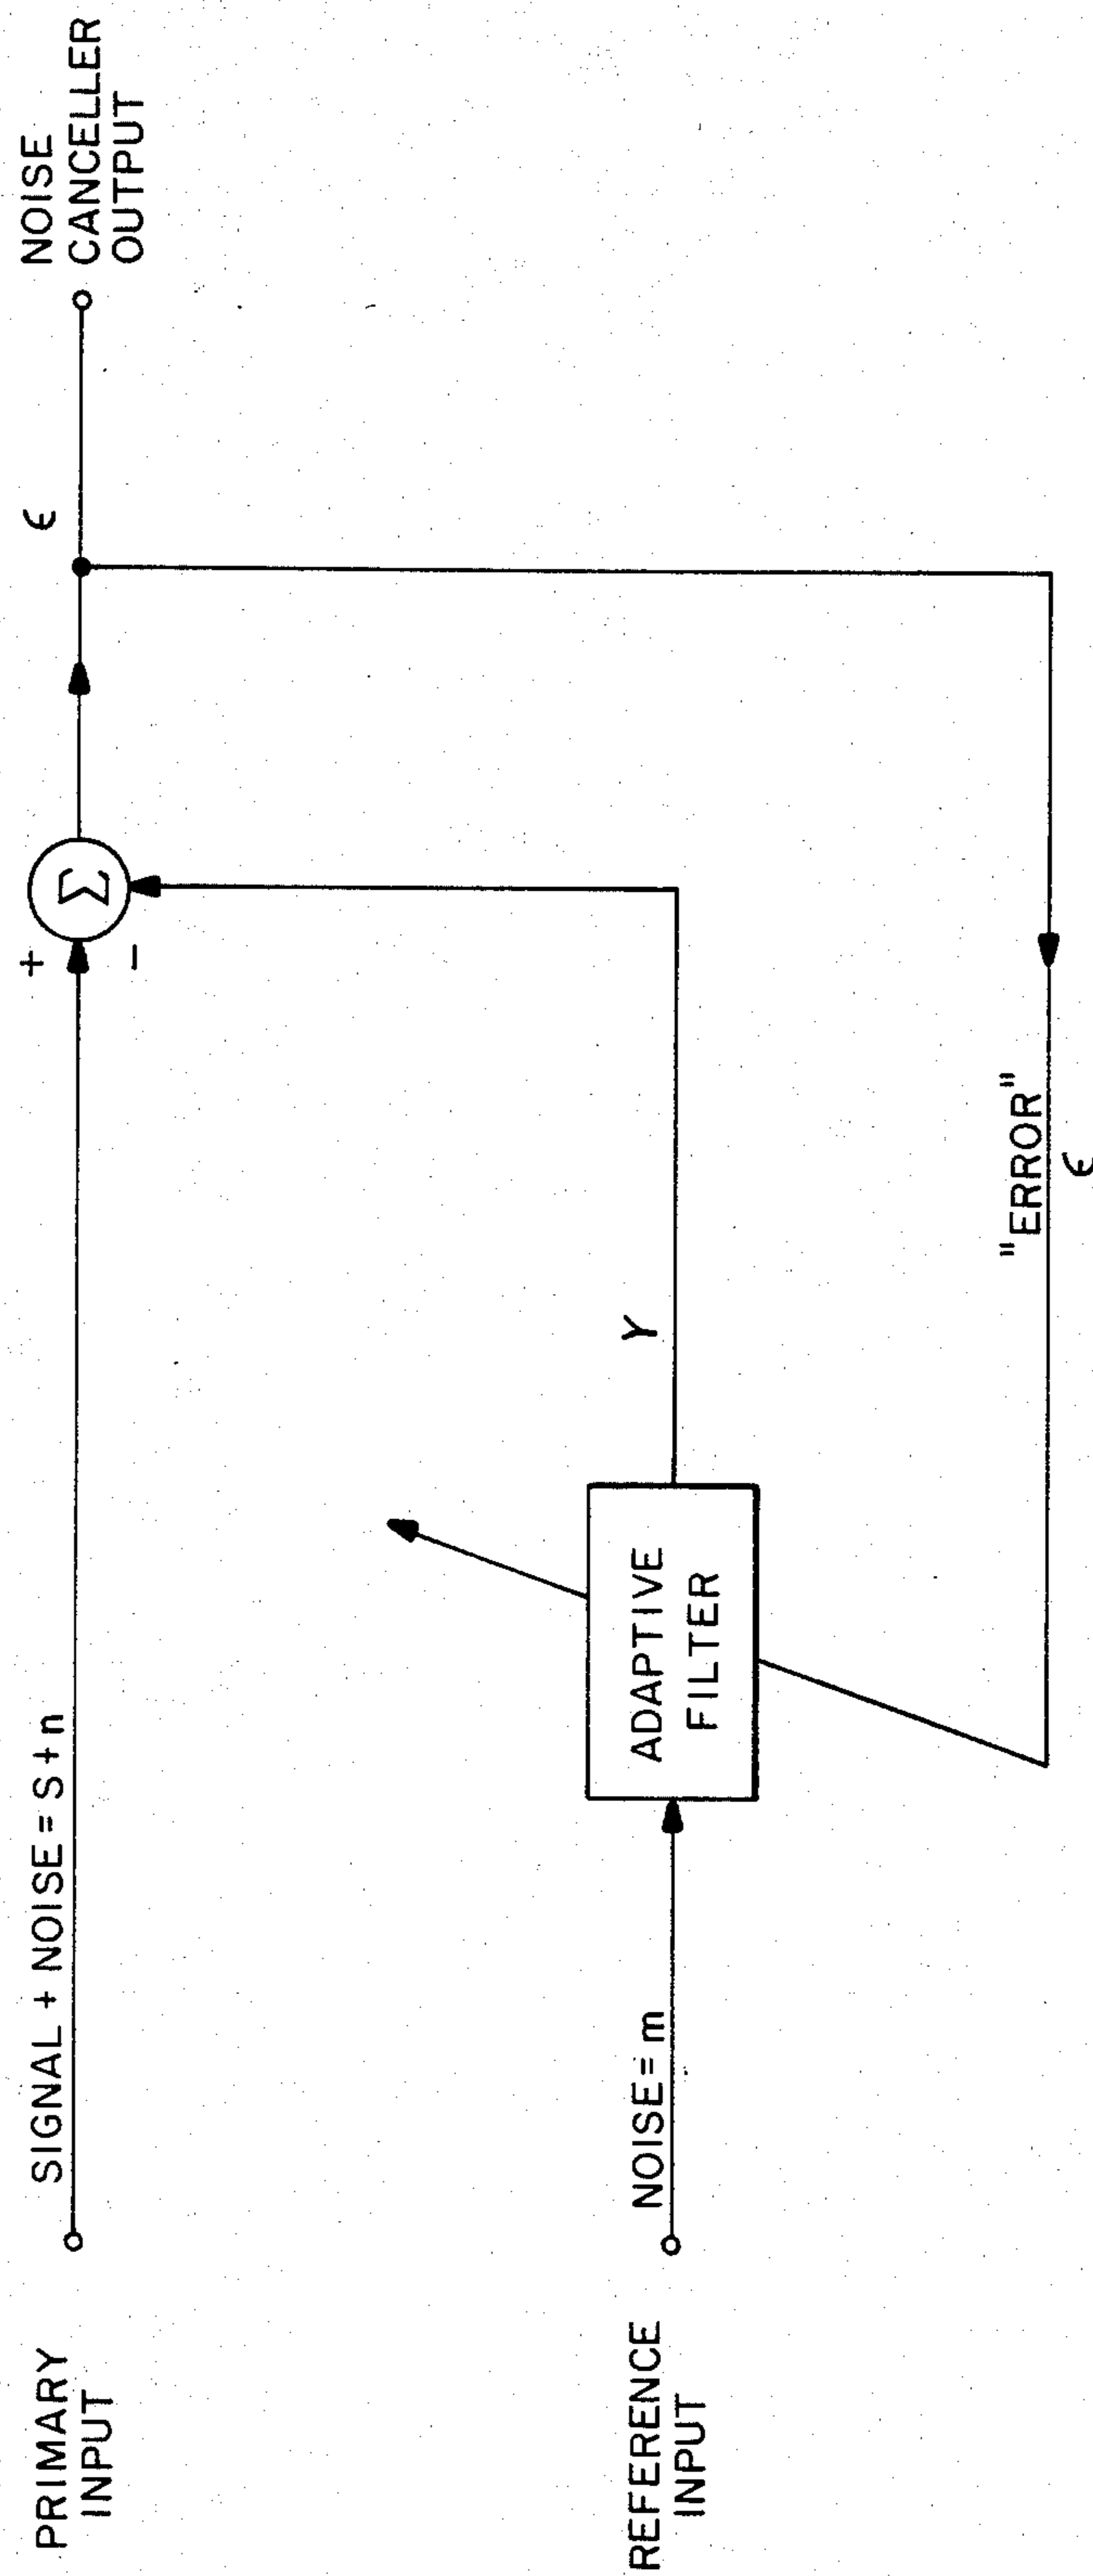 PRIMARY
INPUT
SIGNAL + NOISE = S + n
+
−
Σ
ϵ
NOISE
CANCELLER
OUTPUT
REFERENCE
INPUT
NOISE = m
ADAPTIVE
FILTER
Y
"ERROR"
ϵ